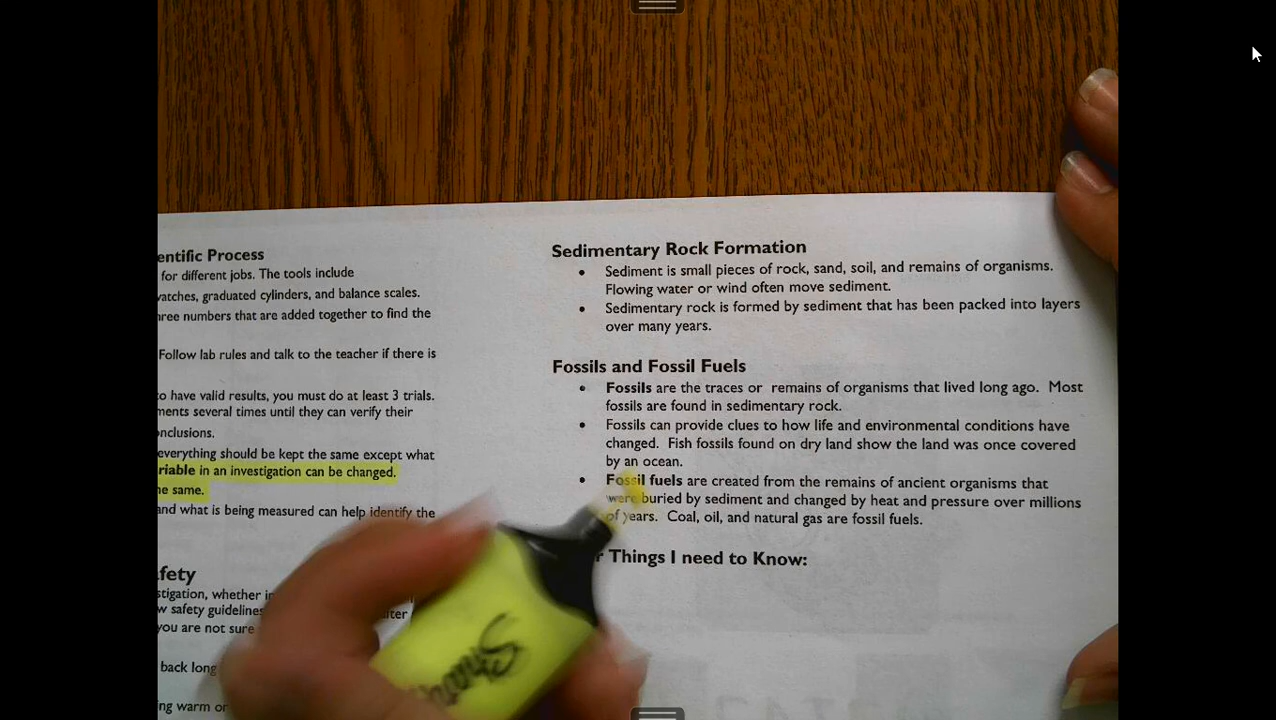 entific Process
for different jobs. The tools include
watches, graduated cylinders, and balance scales.
hree numbers that are added together to find the
Follow lab rules and talk to the teacher if there is
to have valid results, you must do at least 3 trials.
ments several times until they can verify their
nclusions.
everything should be kept the same except what
riable in an investigation can be changed.
he same.
and what is being measured can help identify the
fety
stigation, whether
w safety guidelines
you are not sure
back long
ng warm or
Sedimentary Rock Formation
• Sediment is small pieces of rock, sand, soil, and remains of organisms.
Flowing water or wind often move sediment.
• Sedimentary rock is formed by sediment that has been packed into layers
over many years.
Fossils and Fossil Fuels
• Fossils are the traces or remains of organisms that lived long ago. Most
fossils are found in sedimentary rock.
• Fossils can provide clues to how life and environmental conditions have
changed. Fish fossils found on dry land show the land was once covered
by an ocean.
• Fossil fuels are created from the remains of ancient organisms that
were buried by sediment and changed by heat and pressure over millions
of years. Coal, oil, and natural gas are fossil fuels.
r Things I need to Know: